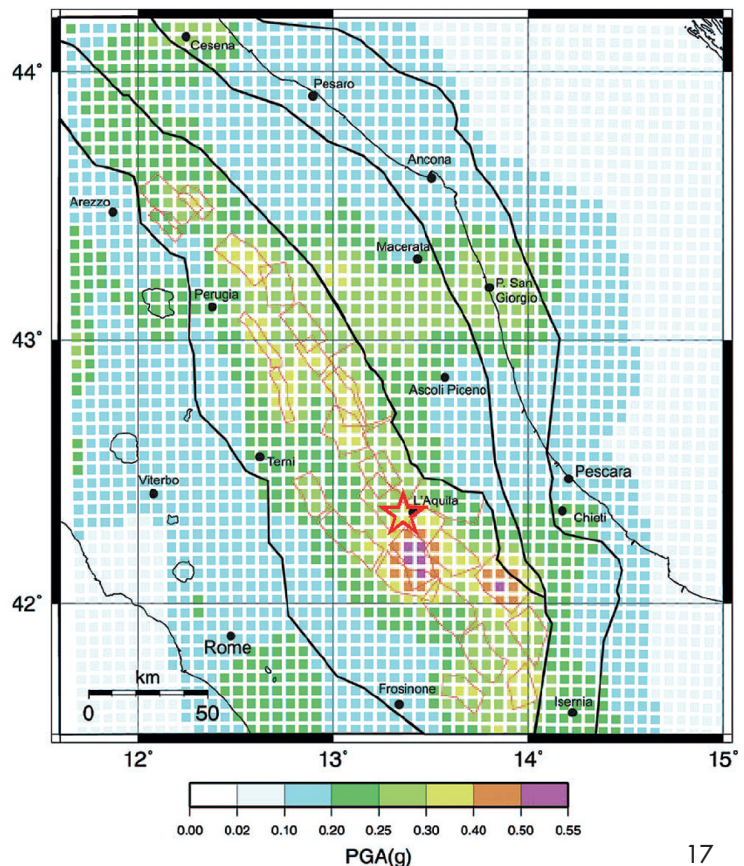 44°
43°
42°
Cesena
Pesaro
Ancona
Arezzo
Macerata
P. San
Giorgio
Perugia
Ascoli Piceno
Terni
Pescara
Viterbo
L'Aquila
Chieti
Rome
km
0 50
Frosinone
Isernia
12° 13° 14° 15°
0.00 0.02 0.10 0.20 0.25 0.30 0.40 0.50 0.55
PGA(g)
17